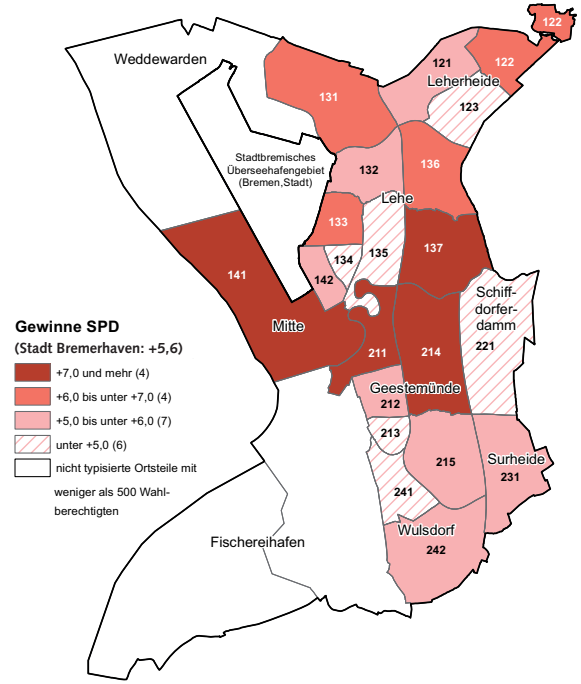 122
Weddewarden
121
122
Leherheide
131
123
Stadtbremisches
Überseehafengebiet
(Bremen,Stadt)
132
136
Lehe
133
135
137
134
141
142
Schiff-
dorfer-
damm
Mitte
221
211
214
Geestemünde
212
213
215
Surheide
231
241
Wulsdorf
242
Fischereihafen
Gewinne SPD
(Stadt Bremerhaven: +5,6)
+7,0 und mehr (4)
+6,0 bis unter +7,0 (4)
+5,0 bis unter +6,0 (7)
unter +5,0 (6)
nicht typisierte Ortsteile mit
weniger als 500 Wahl-
berechtigten